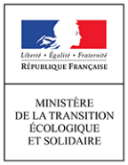 Liberté • Égalité • Fraternité
RÉPUBLIQUE FRANÇAISE
MINISTÈRE
DE LA TRANSITION
ÉCOLOGIQUE
ET SOLIDAIRE